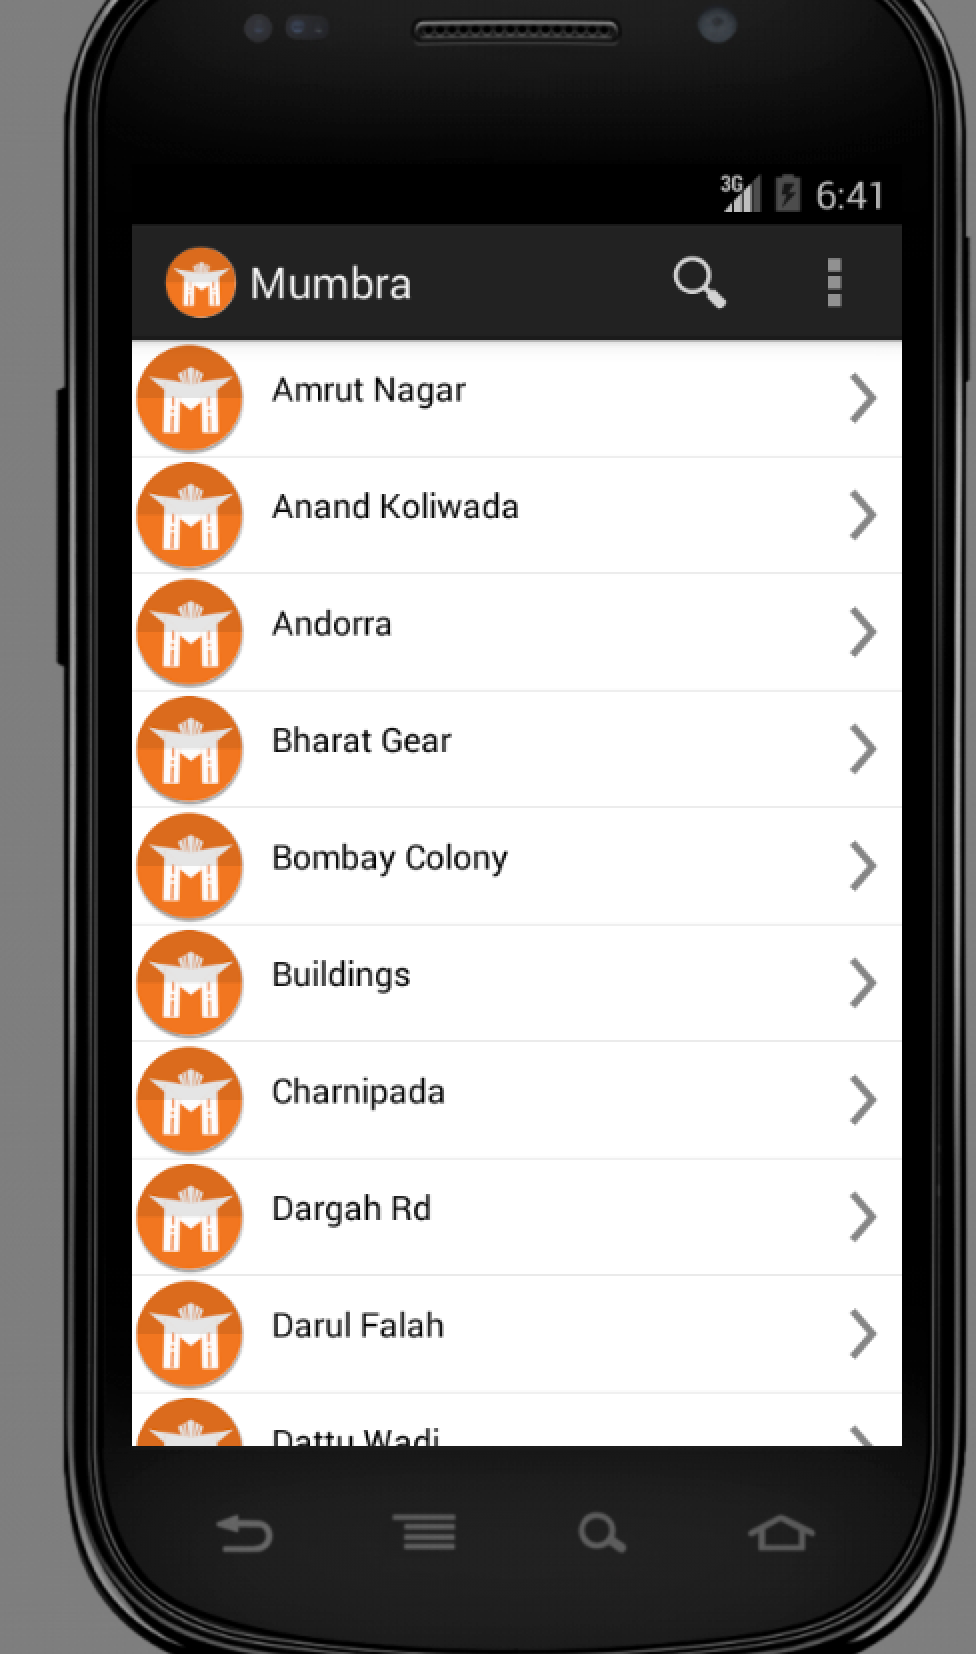 3G 6:41
Mumbra
Amrut Nagar
Anand Koliwada
Andorra
Bharat Gear
Bombay Colony
Buildings
Charnipada
Dargah Rd
Darul Falah
Dattu Wadi